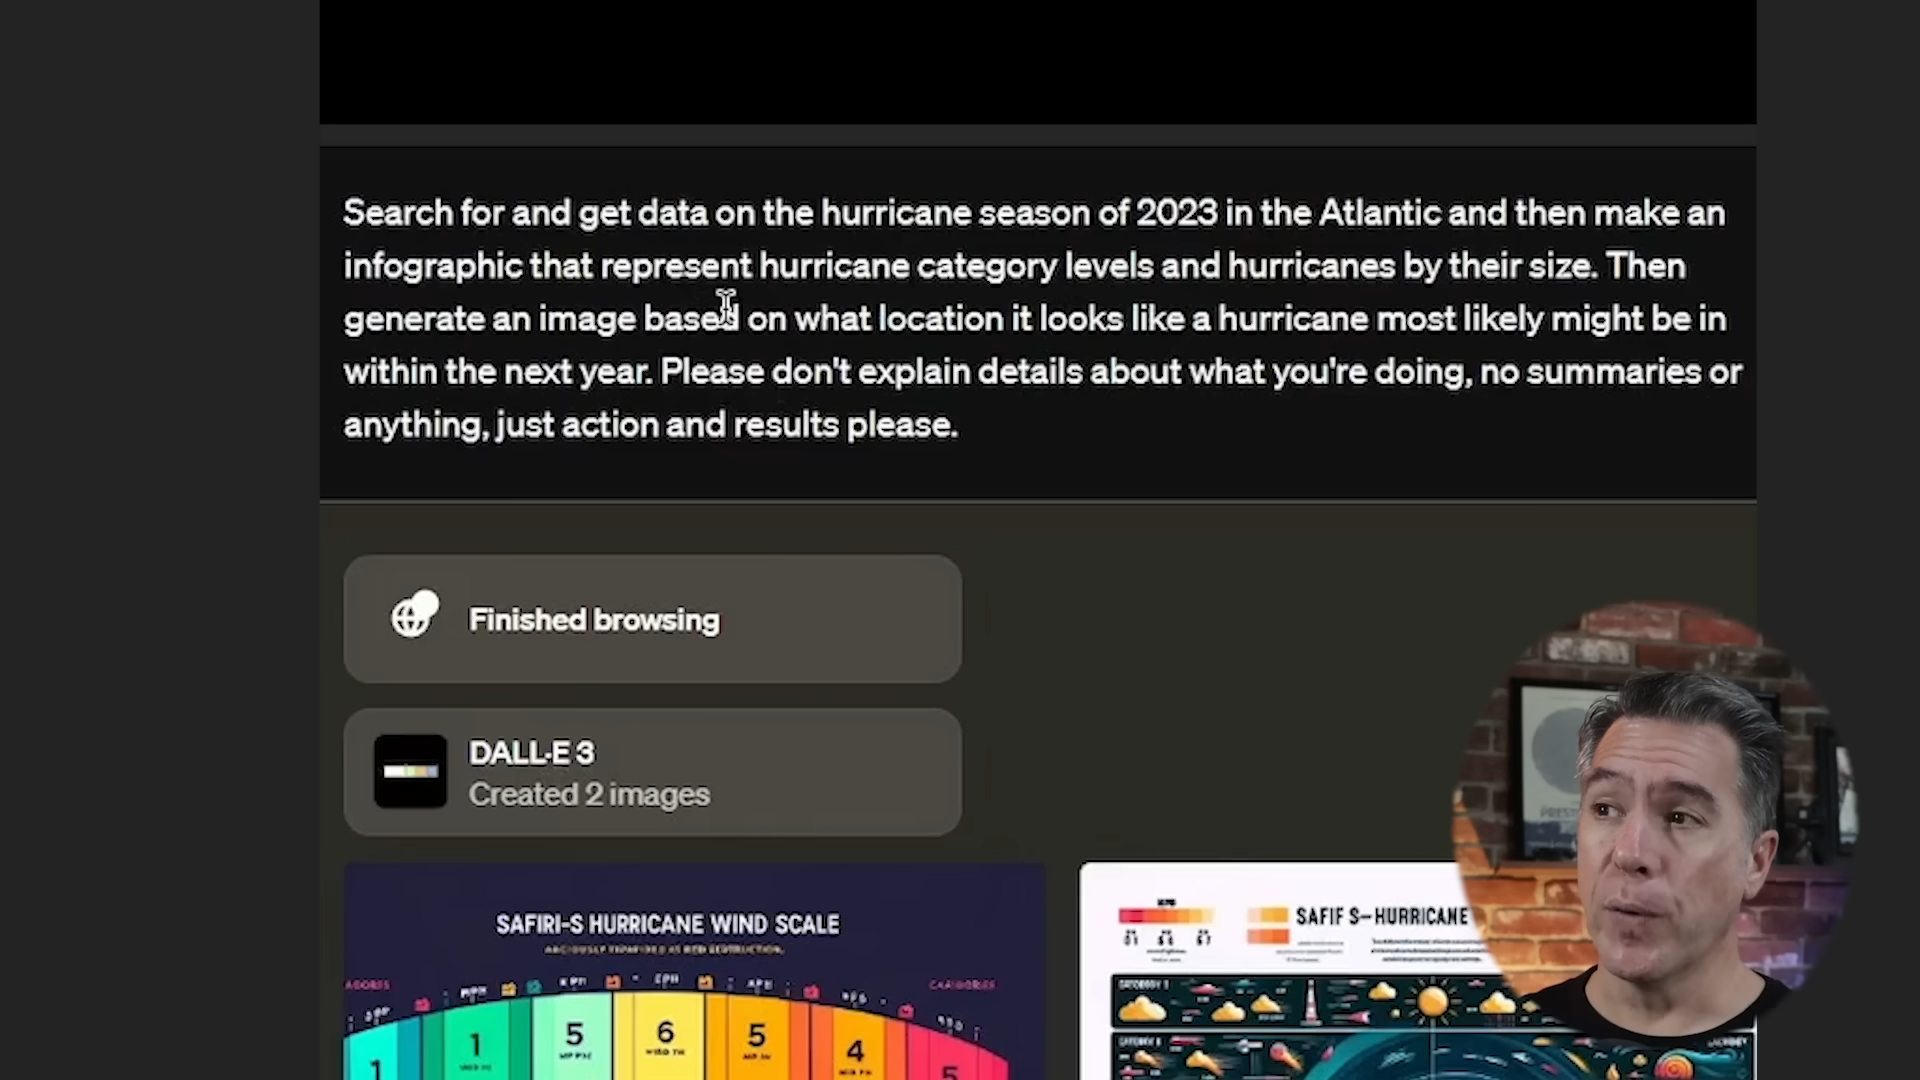 Search for and get data on the hurricane season of 2023 in the Atlantic and then make an
infographic that represent hurricane category levels and hurricanes by their size. Then
generate an image based on what location it looks like a hurricane most likely might be in
within the next year. Please don't explain details about what you're doing, no summaries or
anything, just action and results please.
Finished browsing
DALL·E 3
Created 2 images
SAFIRI-S HURRICANE WIND SCALE
SAFIF S-HURRICANE
1
1
5
6
5
4
5